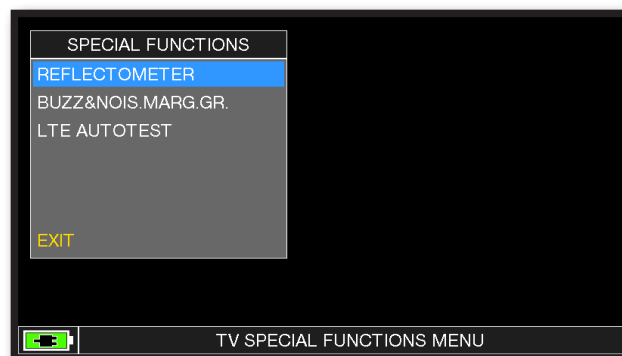 SPECIAL FUNCTIONS
REFLECTOMETER
BUZZ&NOIS.MARG.GR.
LTE AUTOTEST
EXIT
TV SPECIAL FUNCTIONS MENU